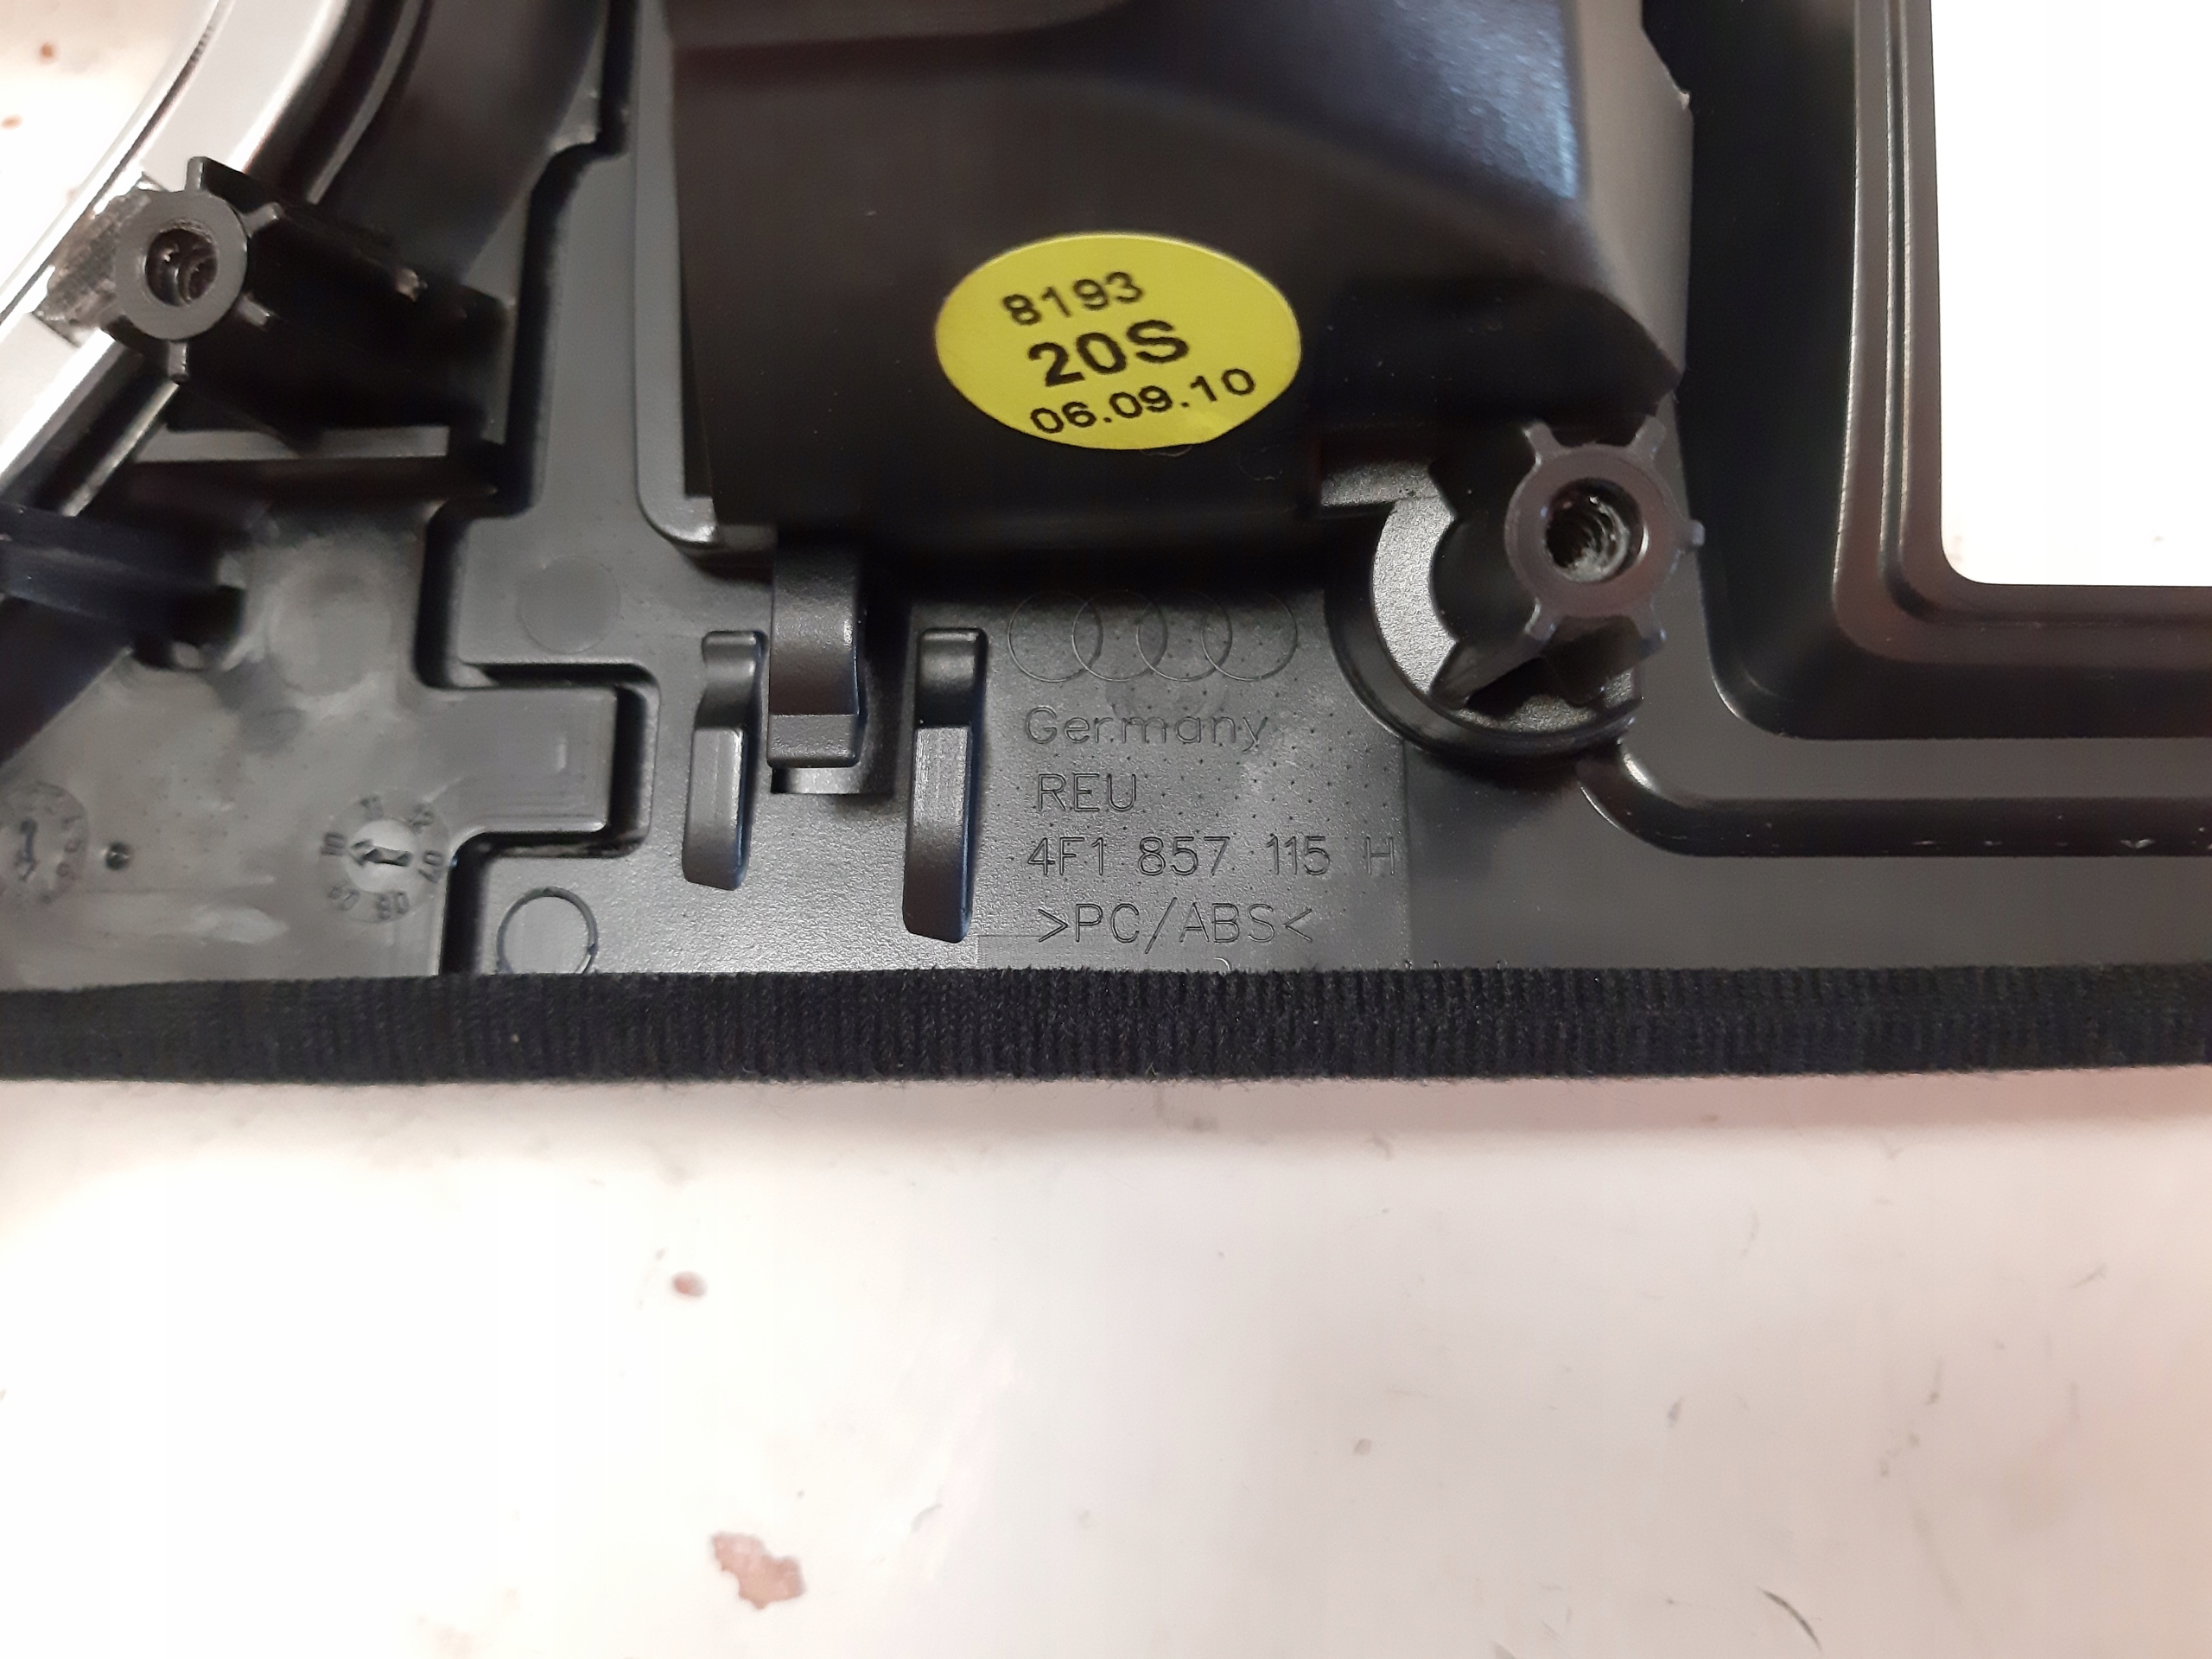 8193
20S
06.09.10
Germany
REU
4F1 857 115 H
>PC/ABS<